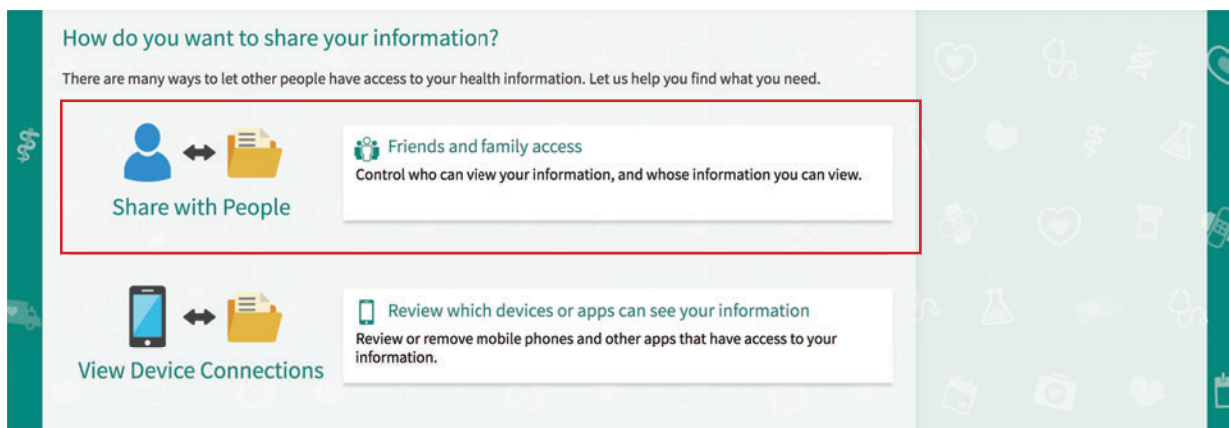 How do you want to share your information?
There are many ways to let other people have access to your health information. Let us help you find what you need.
Share with People
Friends and family access
Control who can view your information, and whose information you can view.
View Device Connections
Review which devices or apps can see your information
Review or remove mobile phones and other apps that have access to your
information.